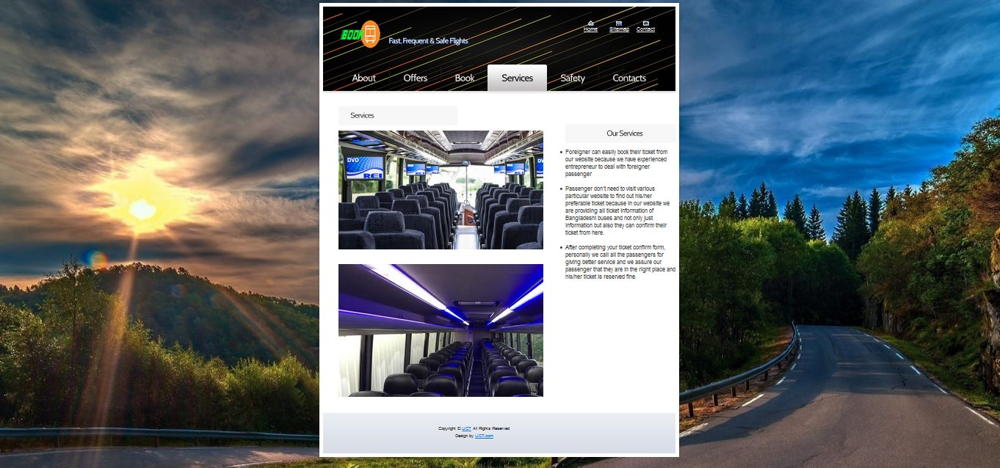 BOOK
Fast, Frequent & Safe Flights
Home
Sitemap
Contact
About
Offers
Book
Services
Safety
Contacts
Services
DVD
REI
Our Services
Foreigner can easily book their ticket from
our website because we have experienced
entrepreneur to deal with foreigner
passenger
Passenger don't need to visit various
particular website to find out his/her
preferable ticket because in our website we
are providing all ticket information of
Bangladeshi buses and not only just
information but also they can confirm their
ticket from here.
After completing your ticket confirm form,
personally we call all the passengers for
giving better service and we assure our
passenger that they are in the right place and
his/her ticket is reserved fine.
Copyright © LICT All Rights Reserved
Design by LICT.com